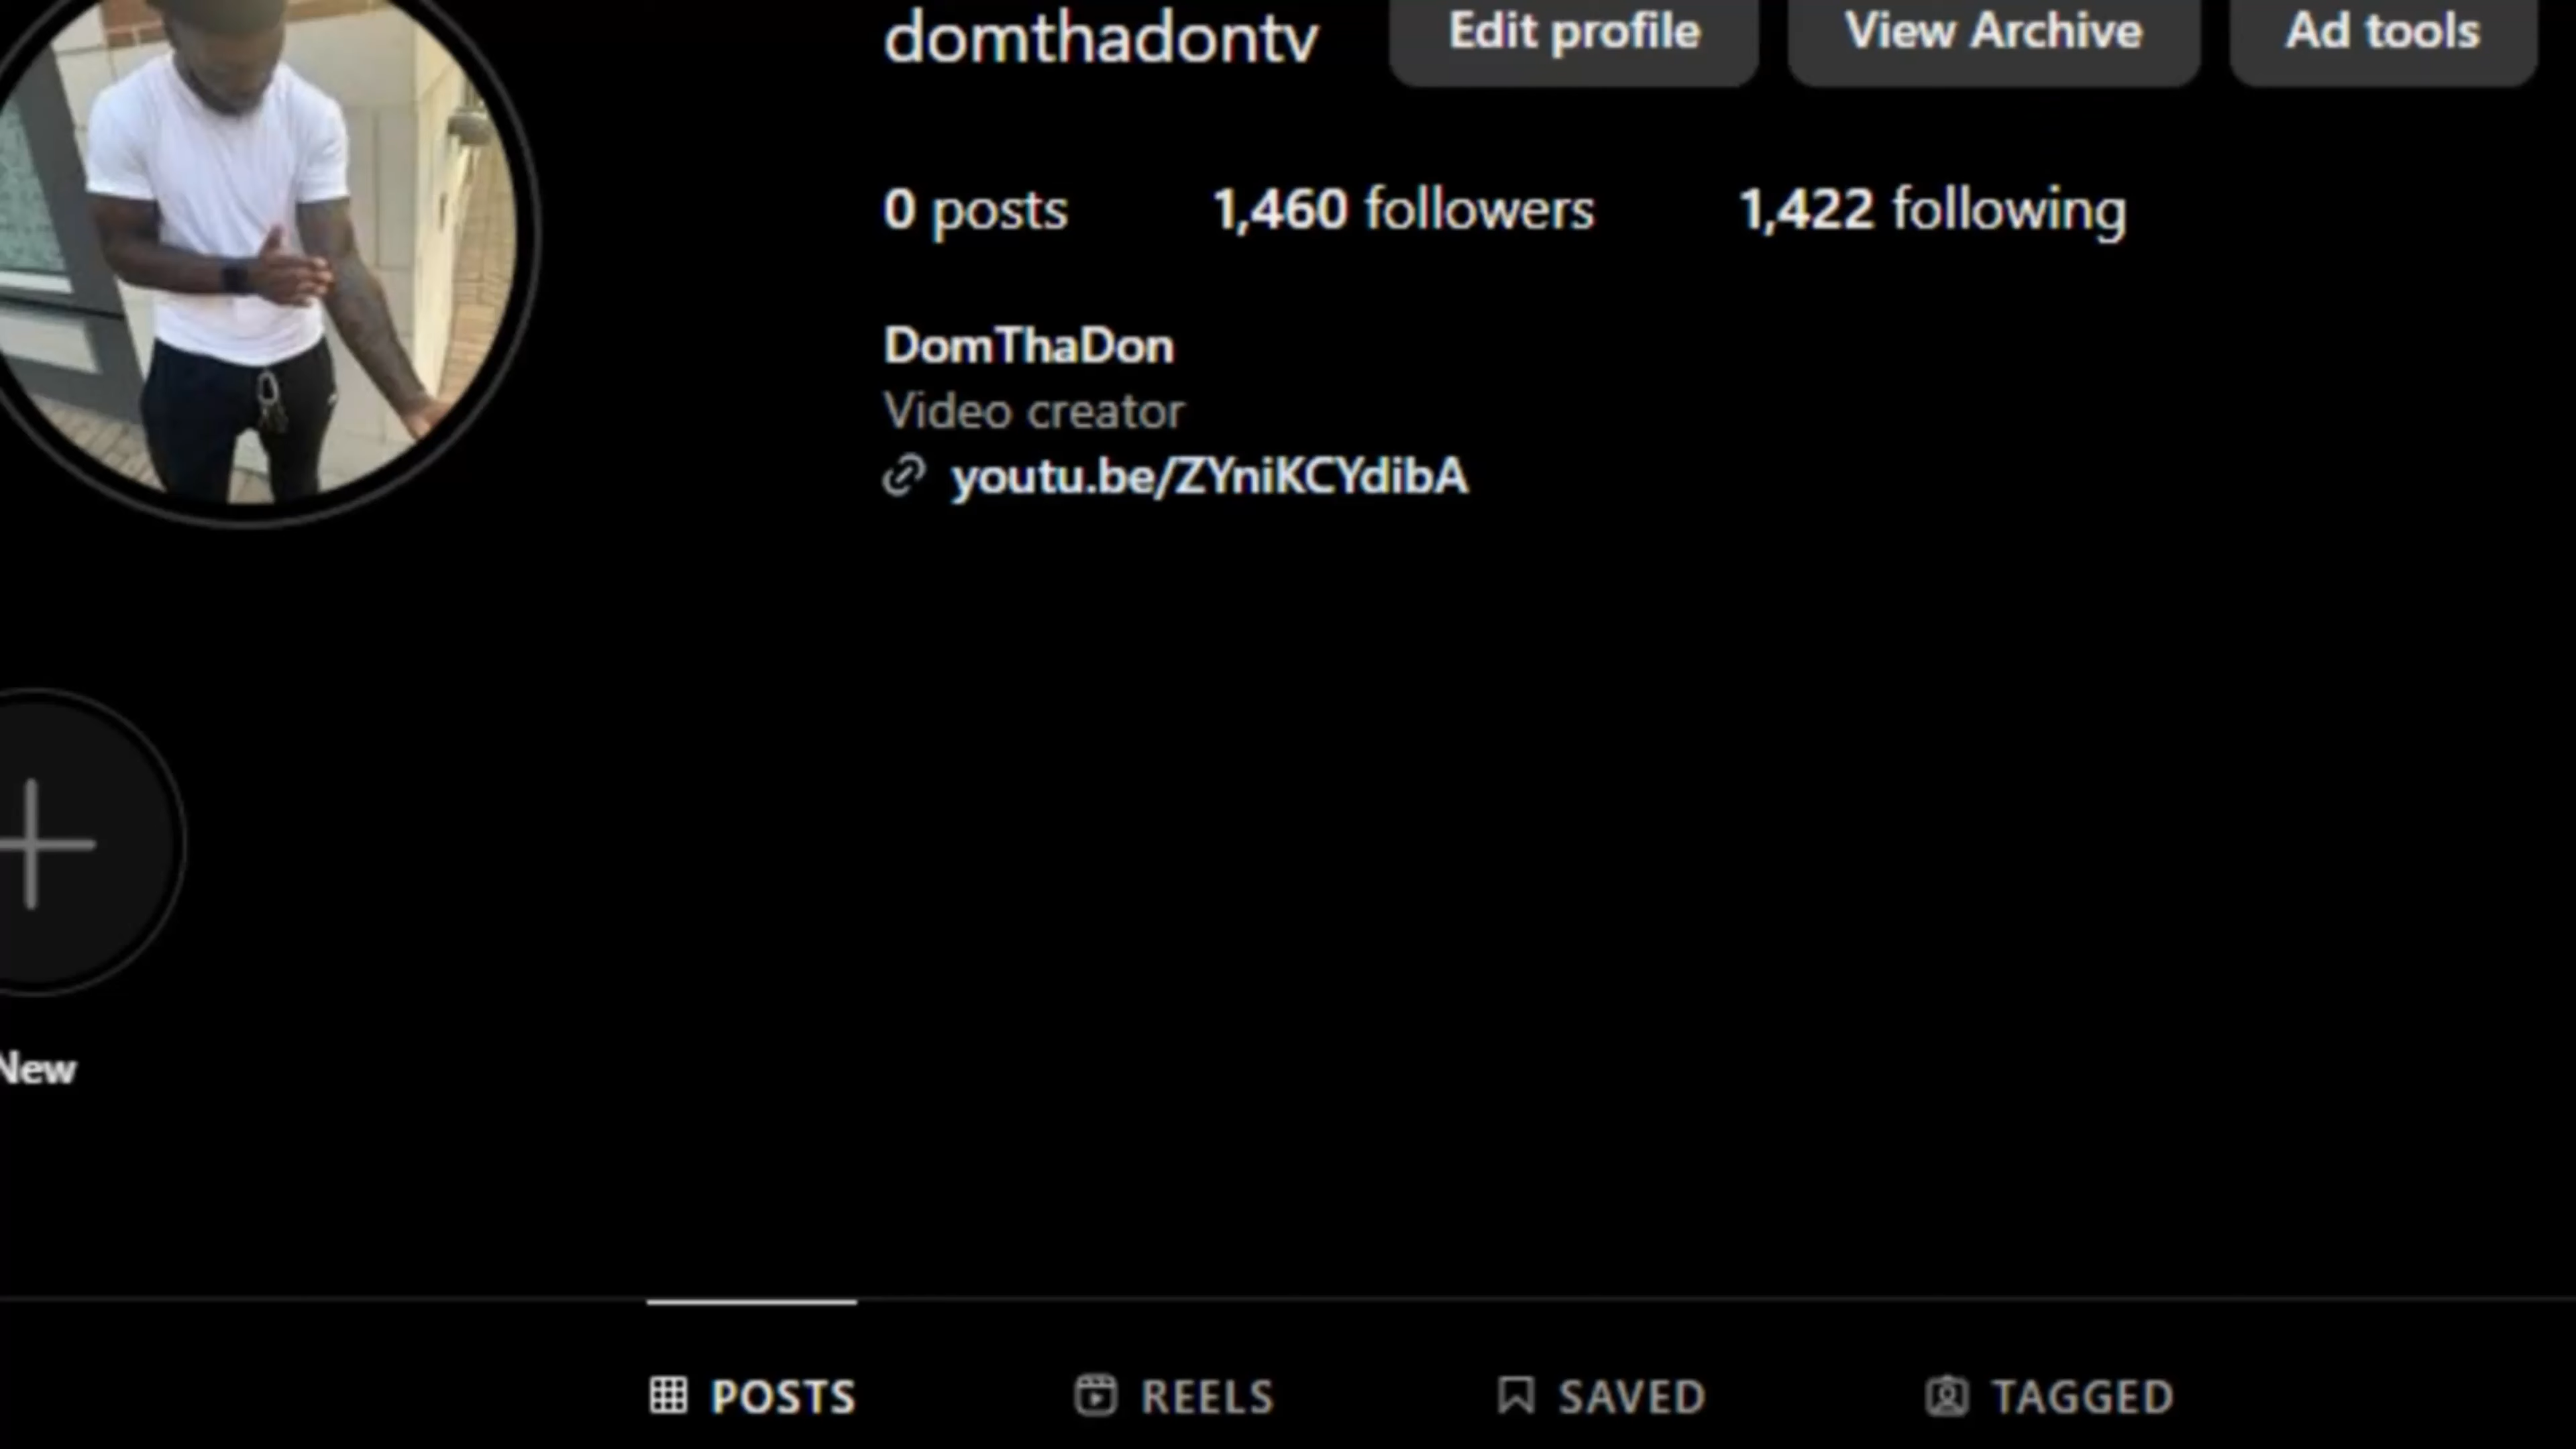 domthadontv Edit profile View Archive Ad tools
0 posts 1,460 followers 1,422 following
DomThaDon
Video creator
youtu.be/ZYniKCYdibA
New
POSTS REELS SAVED TAGGED